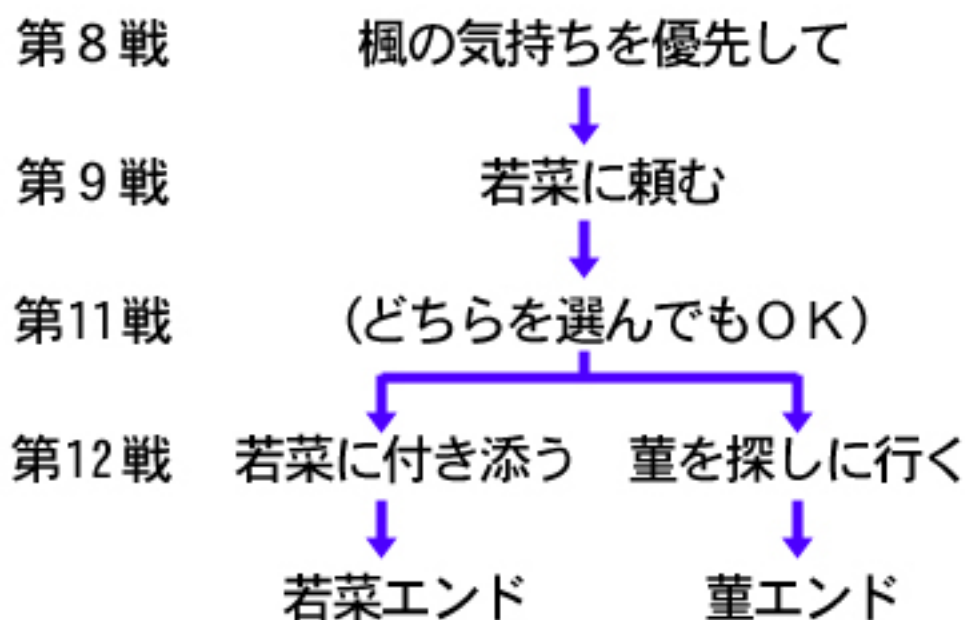 第８戦 楓の気持ちを優先して
第９戦 若菜に頼む
第11戦 （どちらを選んでもＯＫ）
第12戦 若菜に付き添う 菫を探しに行く
若菜エンド 菫エンド